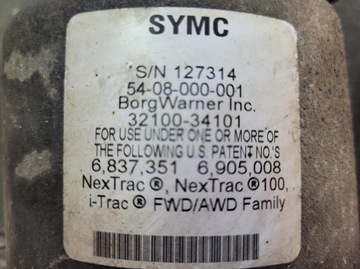 SYMC
S/N 127314
54-08-000-001
BorgWarner Inc.
32100-34101
FOR USE UNDER ONE OR MORE OF
THE FOLLOWING U.S. PATENT NO.'S
6,837,351 6,905,008
NexTrac ®, NexTrac ®100,
i-Trac ® FWD/AWD Family